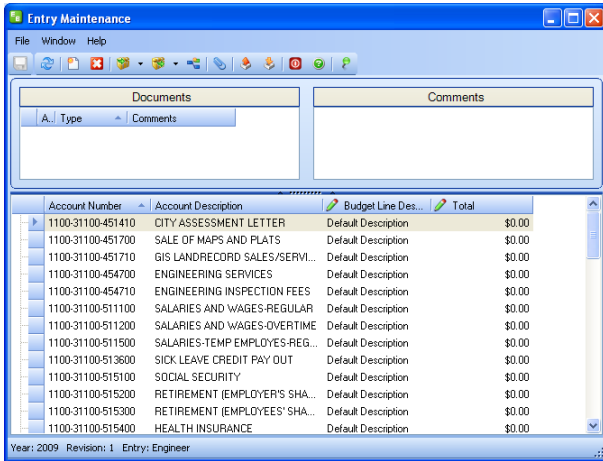 Entry Maintenance
File Window Help
Documents
Comments
A.. Type Comments
Account Number Account Description Budget Line Des... Total
1100-31100-451410 CITY ASSESSMENT LETTER Default Description $0.00
1100-31100-451700 SALE OF MAPS AND PLATS Default Description $0.00
1100-31100-451710 GIS LANDRECORD SALES/SERVI... Default Description $0.00
1100-31100-454700 ENGINEERING SERVICES Default Description $0.00
1100-31100-454710 ENGINEERING INSPECTION FEES Default Description $0.00
1100-31100-511100 SALARIES AND WAGES-REGULAR Default Description $0.00
1100-31100-511200 SALARIES AND WAGES-OVERTIME Default Description $0.00
1100-31100-511500 SALARIES-TEMP EMPLOYES-REG... Default Description $0.00
1100-31100-513600 SICK LEAVE CREDIT PAY OUT Default Description $0.00
1100-31100-515100 SOCIAL SECURITY Default Description $0.00
1100-31100-515200 RETIREMENT (EMPLOYER'S SHA... Default Description $0.00
1100-31100-515300 RETIREMENT (EMPLOYEES' SHA... Default Description $0.00
1100-31100-515400 HEALTH INSURANCE Default Description $0.00
Year: 2009 Revision: 1 Entry: Engineer